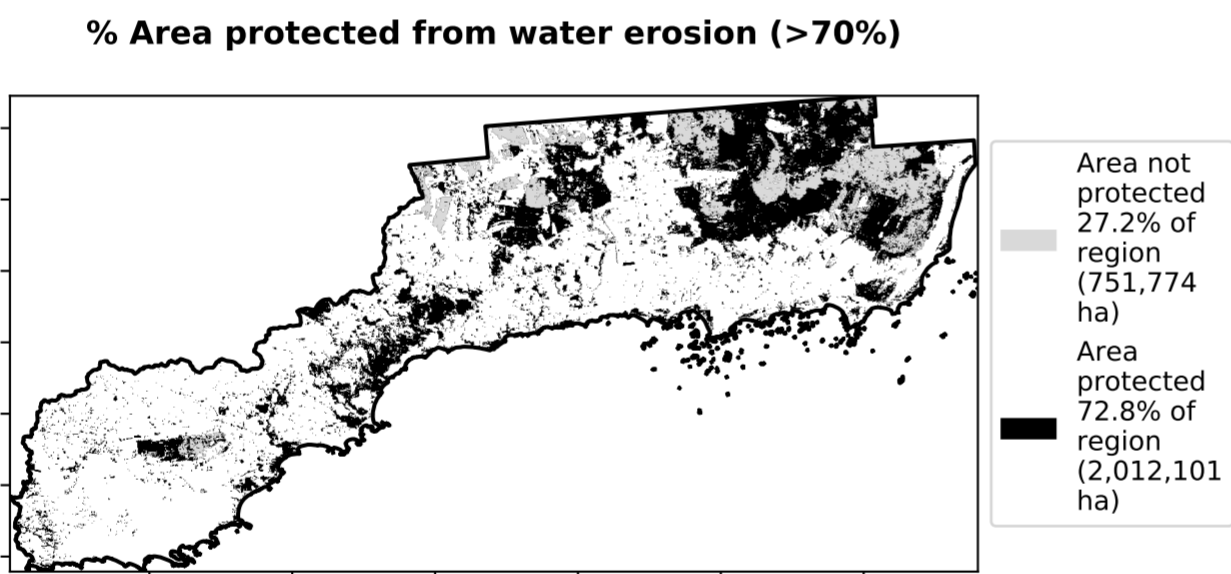 % Area protected from water erosion (>70%)
Area not
protected
27.2% of
region
(751,774
ha)
Area
protected
72.8% of
region
(2,012,101
ha)